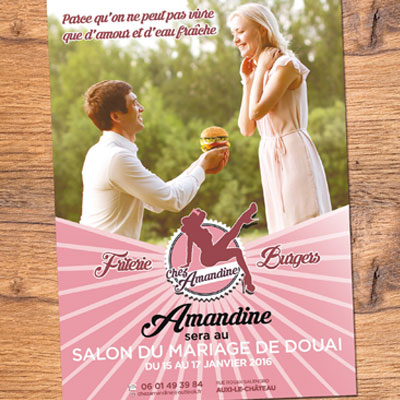 Parce qu'on ne peut pas vivre
que d'amour et d'eau fraîche
Friterie
Chez
Amandine
Burgers
Amandine
sera au
SALON DU MARIAGE DE DOUAI
DU 15 AU 17 JANVIER 2016
06 01 49 39 84
AUXI-LE-CHÂTEAU